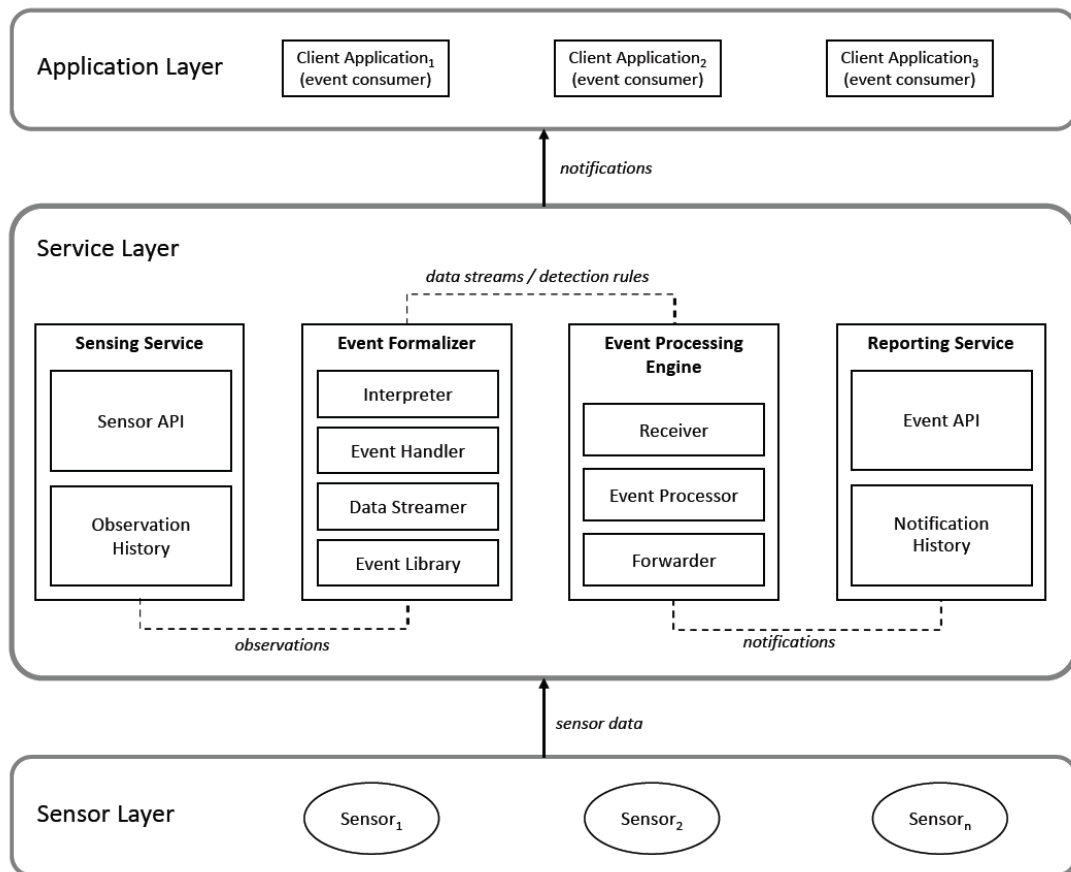 Application Layer
Client Application1
(event consumer)
Client Application2
(event consumer)
Client Application3
(event consumer)
notifications
Service Layer
data streams / detection rules
Sensing Service
Sensor API
Observation
History
Event Formalizer
Interpreter
Event Handler
Data Streamer
Event Library
Event Processing
Engine
Receiver
Event Processor
Forwarder
Reporting Service
Event API
Notification
History
observations
notifications
sensor data
Sensor Layer
Sensor1
Sensor2
Sensorn